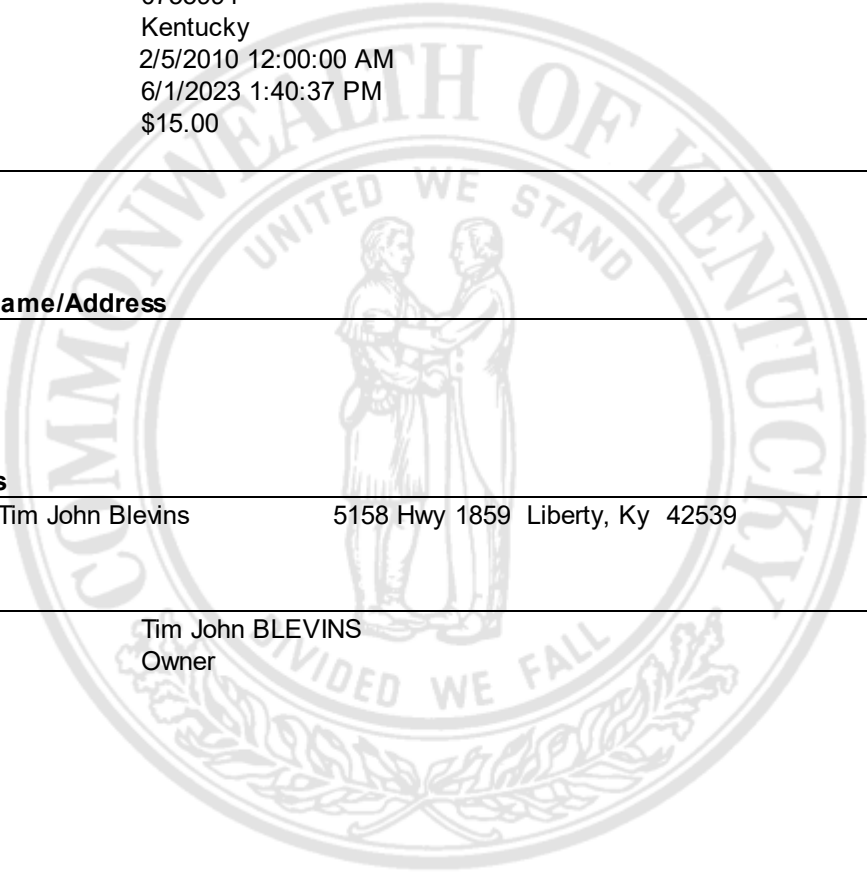 Kentucky
2/5/2010 12:00:00 AM
6/1/2023 1:40:37 PM
$15.00
COMMONWEALTH OF KENTUCKY
UNITED WE STAND
ame/Address
s
Tim John Blevins 5158 Hwy 1859 Liberty, Ky 42539
Tim John BLEVINS
Owner
DIVIDED WE FALL